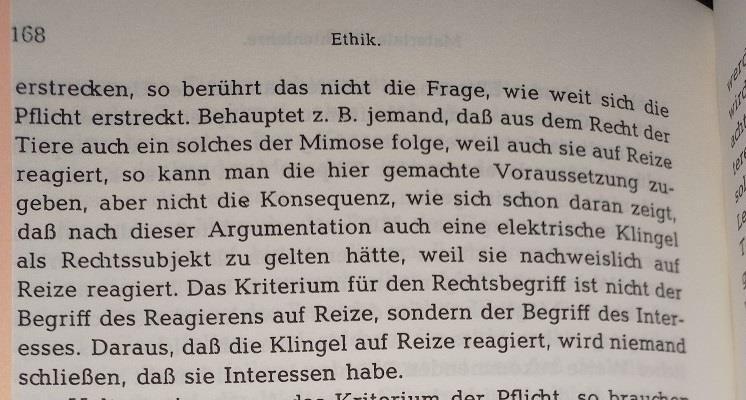 168
Ethik.
erstrecken, so berührt das nicht die Frage, wie weit sich die
Pflicht erstreckt. Behauptet z. B. jemand, daß aus dem Recht der
Tiere auch ein solches der Mimose folge, weil auch sie auf Reize
reagiert, so kann man die hier gemachte Voraussetzung zu-
geben, aber nicht die Konsequenz, wie sich schon daran zeigt,
daß nach dieser Argumentation auch eine elektrische Klingel
als Rechtssubjekt zu gelten hätte, weil sie nachweislich auf
Reize reagiert. Das Kriterium für den Rechtsbegriff ist nicht der
Begriff des Reagierens auf Reize, sondern der Begriff des Inter-
esses. Daraus, daß die Klingel auf Reize reagiert, wird niemand
schließen, daß sie Interessen habe.
das Kriterium der Pflicht, so brauchen